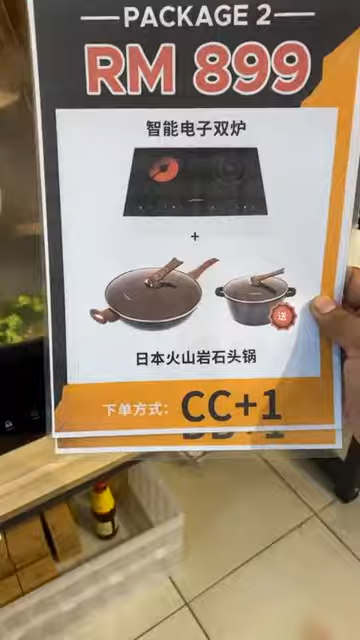 PACKAGE 2
RM 899
智能电子双炉
+
送
日本火山岩石头锅
下单方式: CC+1